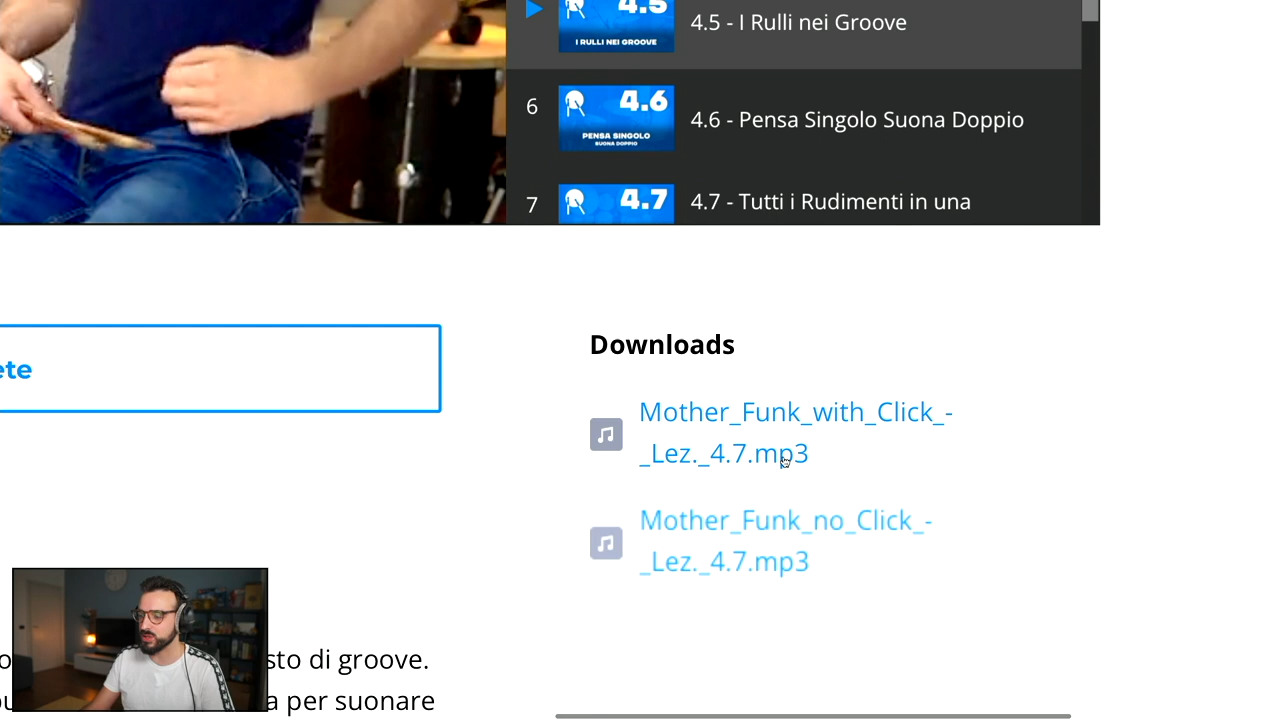 4.5
I RULLI NEI GROOVE
4.5 - I Rulli nei Groove
6
4.6
PENSA SINGOLO
SUONA DOPPIO
4.6 - Pensa Singolo Suona Doppio
7
4.7
4.7 - Tutti i Rudimenti in una
Downloads
Mother_Funk_with_Click_-
_Lez._4.7.mp3
Mother_Funk_no_Click_-
_Lez._4.7.mp3
ete
sto di groove.
a per suonare